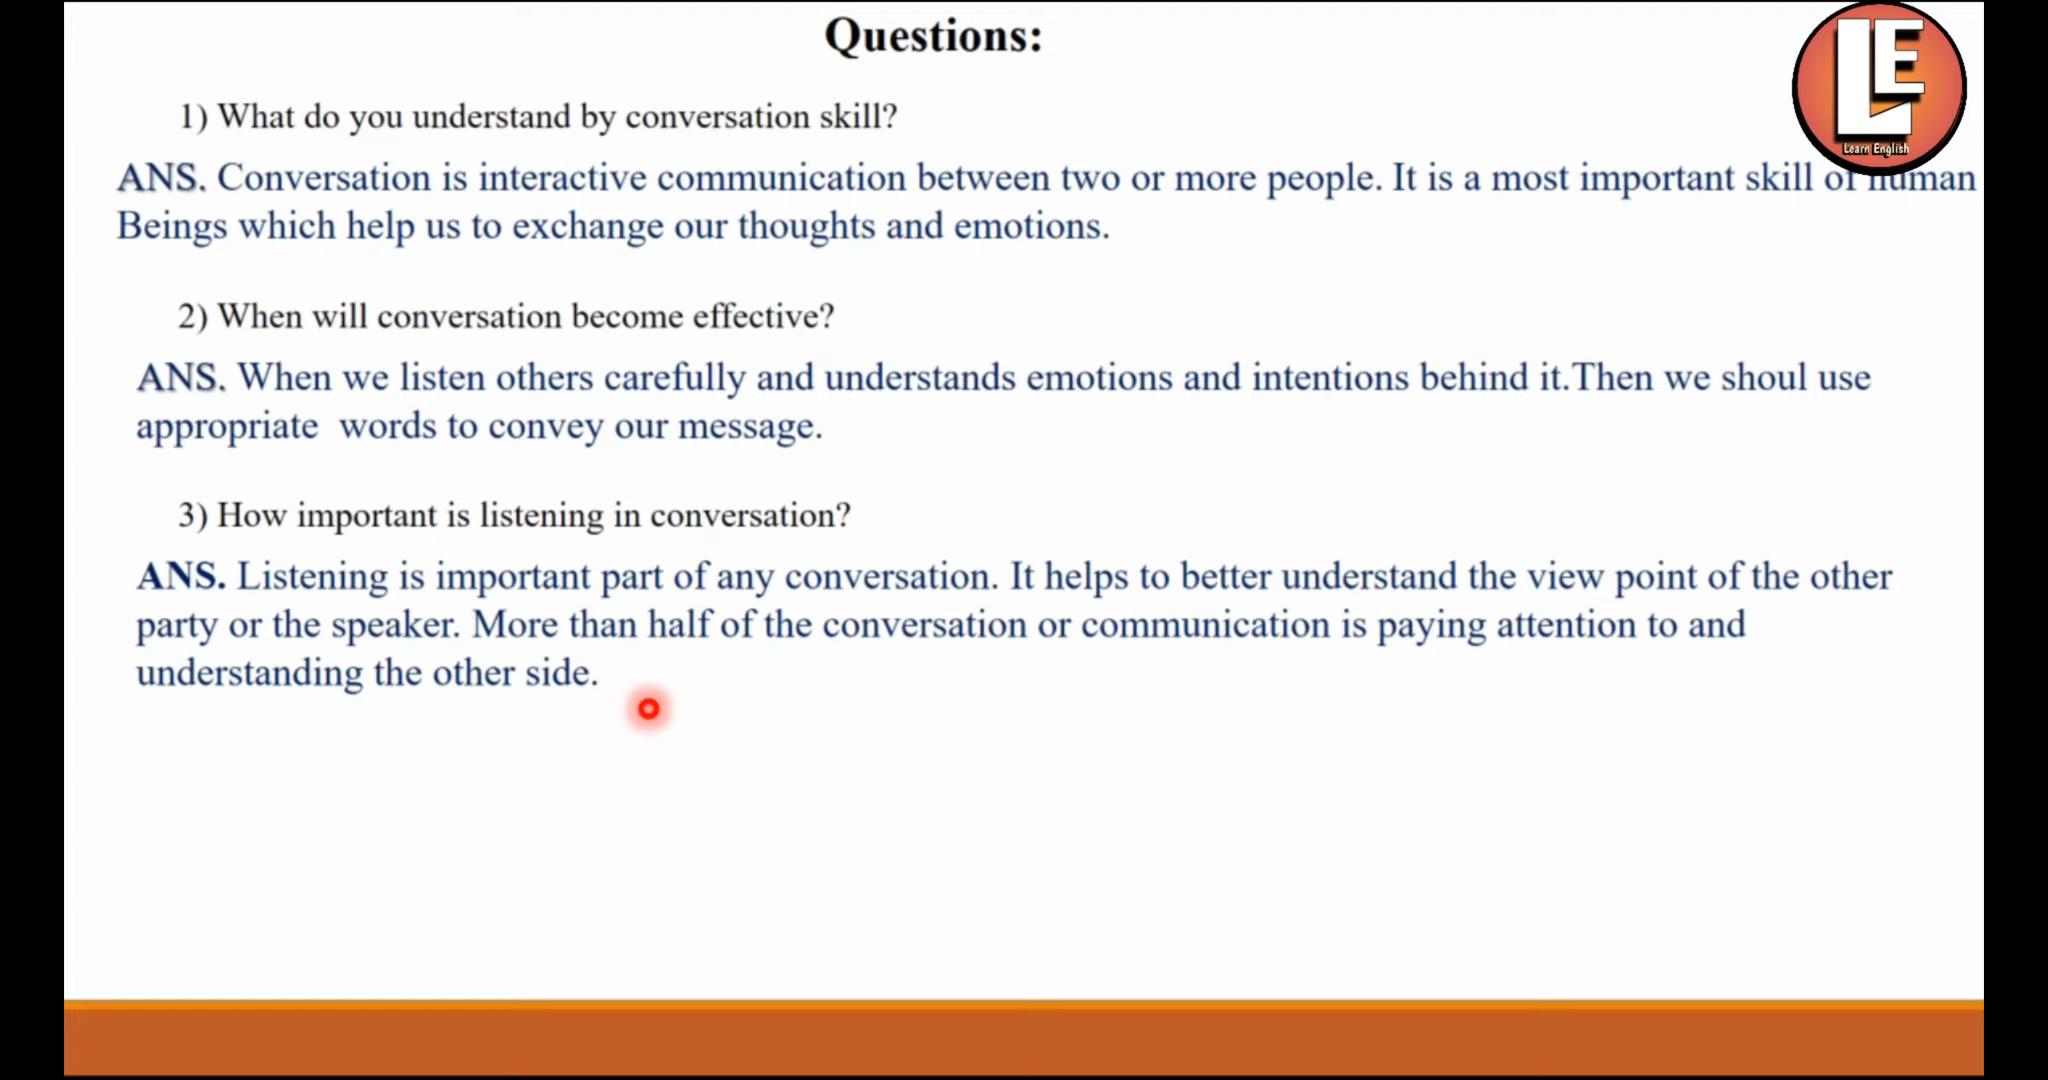 Questions:
LE
Learn English
1) What do you understand by conversation skill?
ANS. Conversation is interactive communication between two or more people. It is a most important skill of human
Beings which help us to exchange our thoughts and emotions.
2) When will conversation become effective?
ANS. When we listen others carefully and understands emotions and intentions behind it.Then we shoul use
appropriate words to convey our message.
3) How important is listening in conversation?
ANS. Listening is important part of any conversation. It helps to better understand the view point of the other
party or the speaker. More than half of the conversation or communication is paying attention to and
understanding the other side.